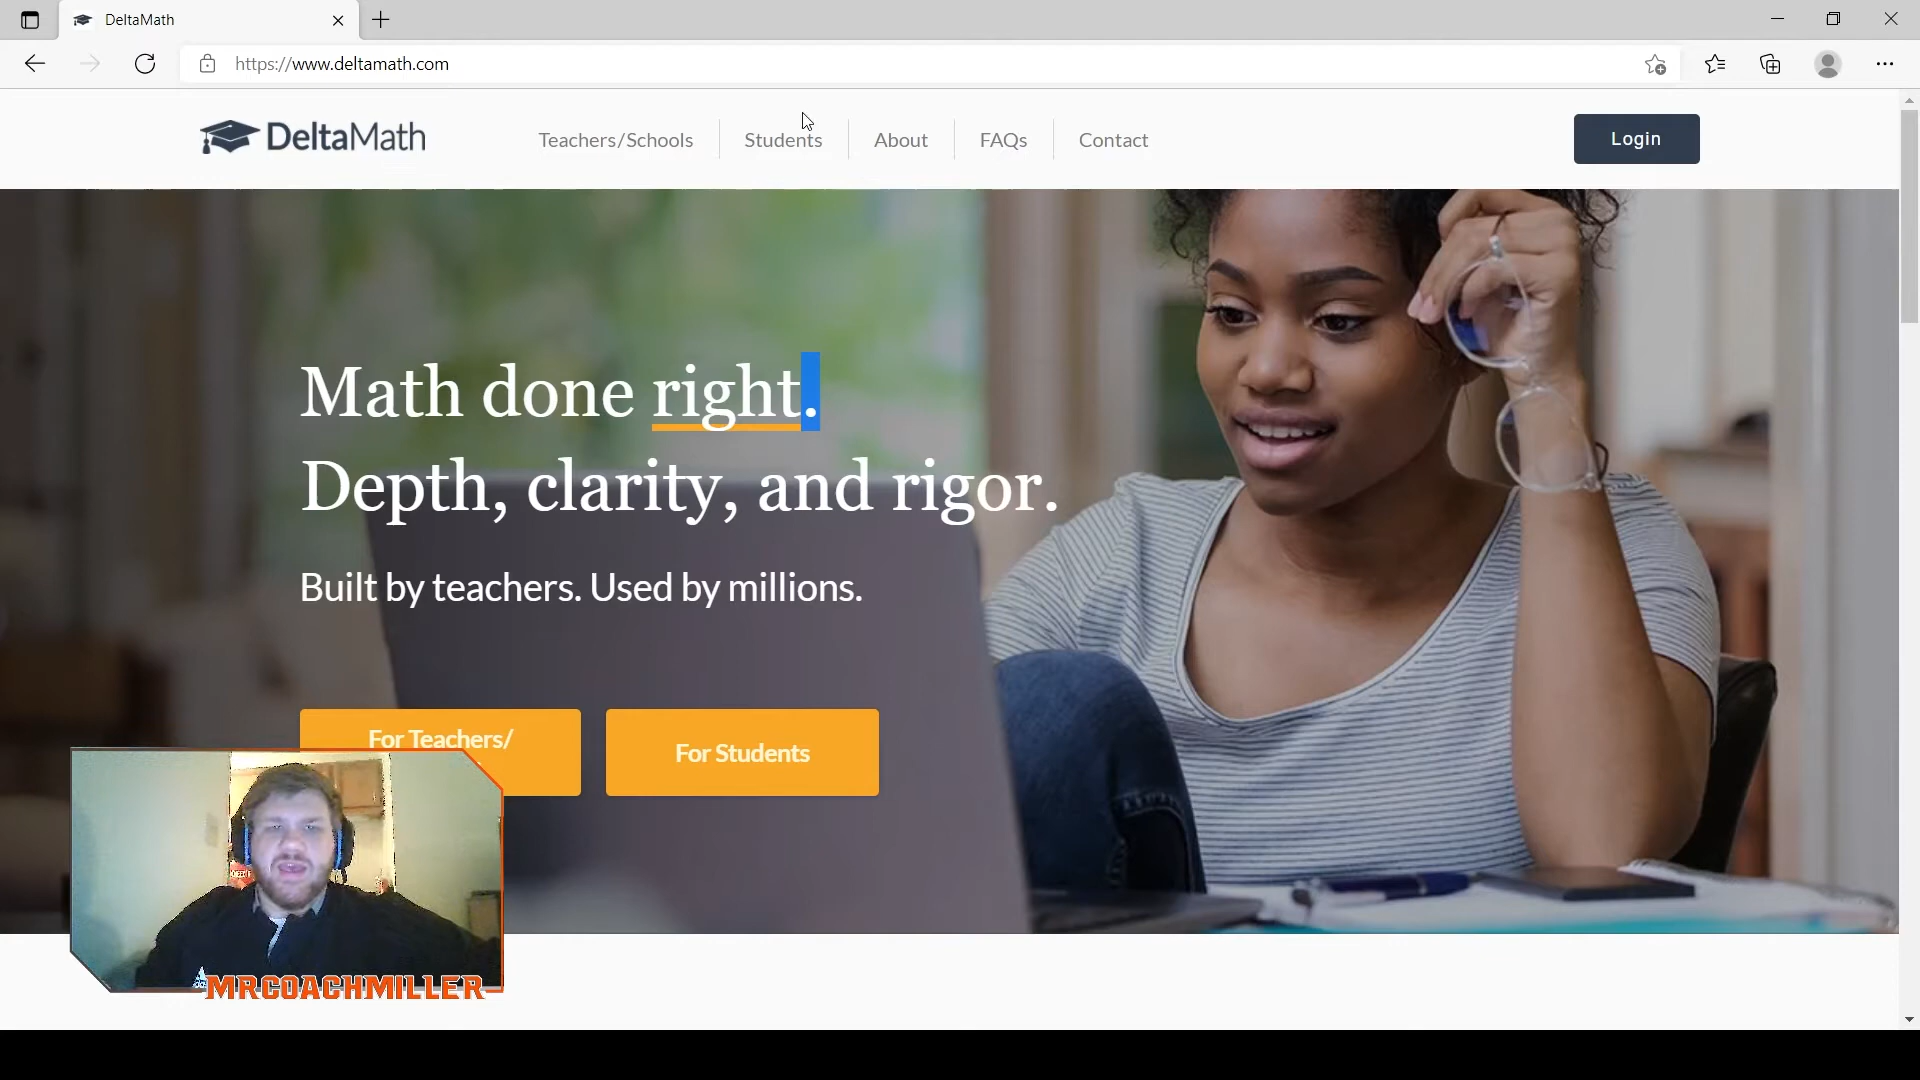 DeltaMath
https://www.deltamath.com
DeltaMath
Teachers/Schools
Students
About
FAQs
Contact
Login
Math done right.
Depth, clarity, and rigor.
Built by teachers. Used by millions.
For Teachers/
For Students
MRCOACHMILLER